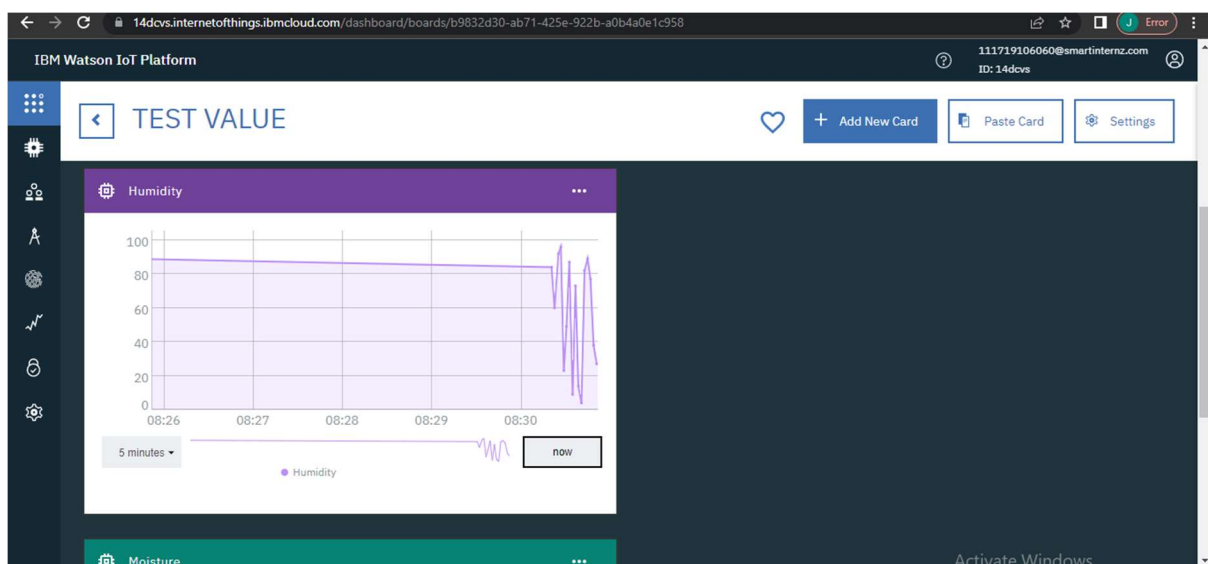 14dcvs.internetofthings.ibmcloud.com/dashboard/boards/b9832d30-ab71-425e-922b-a0b4a0e1c958
J Error
IBM Watson IoT Platform
111719106060@smartinternz.com
ID: 14dcvs
TEST VALUE
+ Add New Card
Paste Card
Settings
Humidity
100
80
60
40
20
0
08:26 08:27 08:28 08:29 08:30
5 minutes
now
Humidity
Moisture
Activate Windows